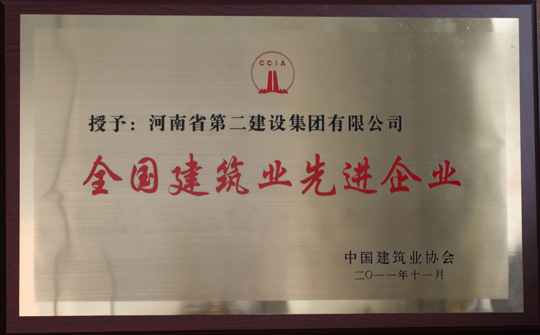 CCIA
授予：河南省第二建设集团有限公司
全国建筑业先进企业
中国建筑业协会
二〇一一年十一月